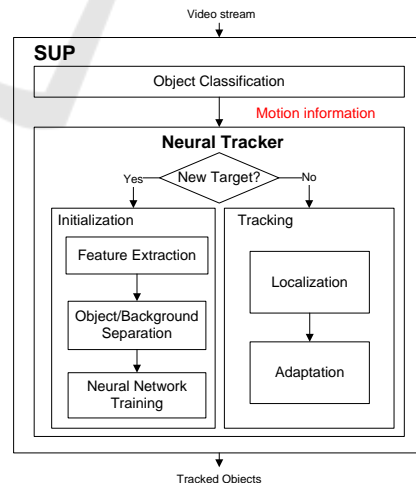 Video stream
SUP
Object Classification
Motion information
Neural Tracker
New Target?
Yes
No
Initialization
Feature Extraction
Object/Background
Separation
Neural Network
Training
Tracking
Localization
Adaptation
Tracked Objects